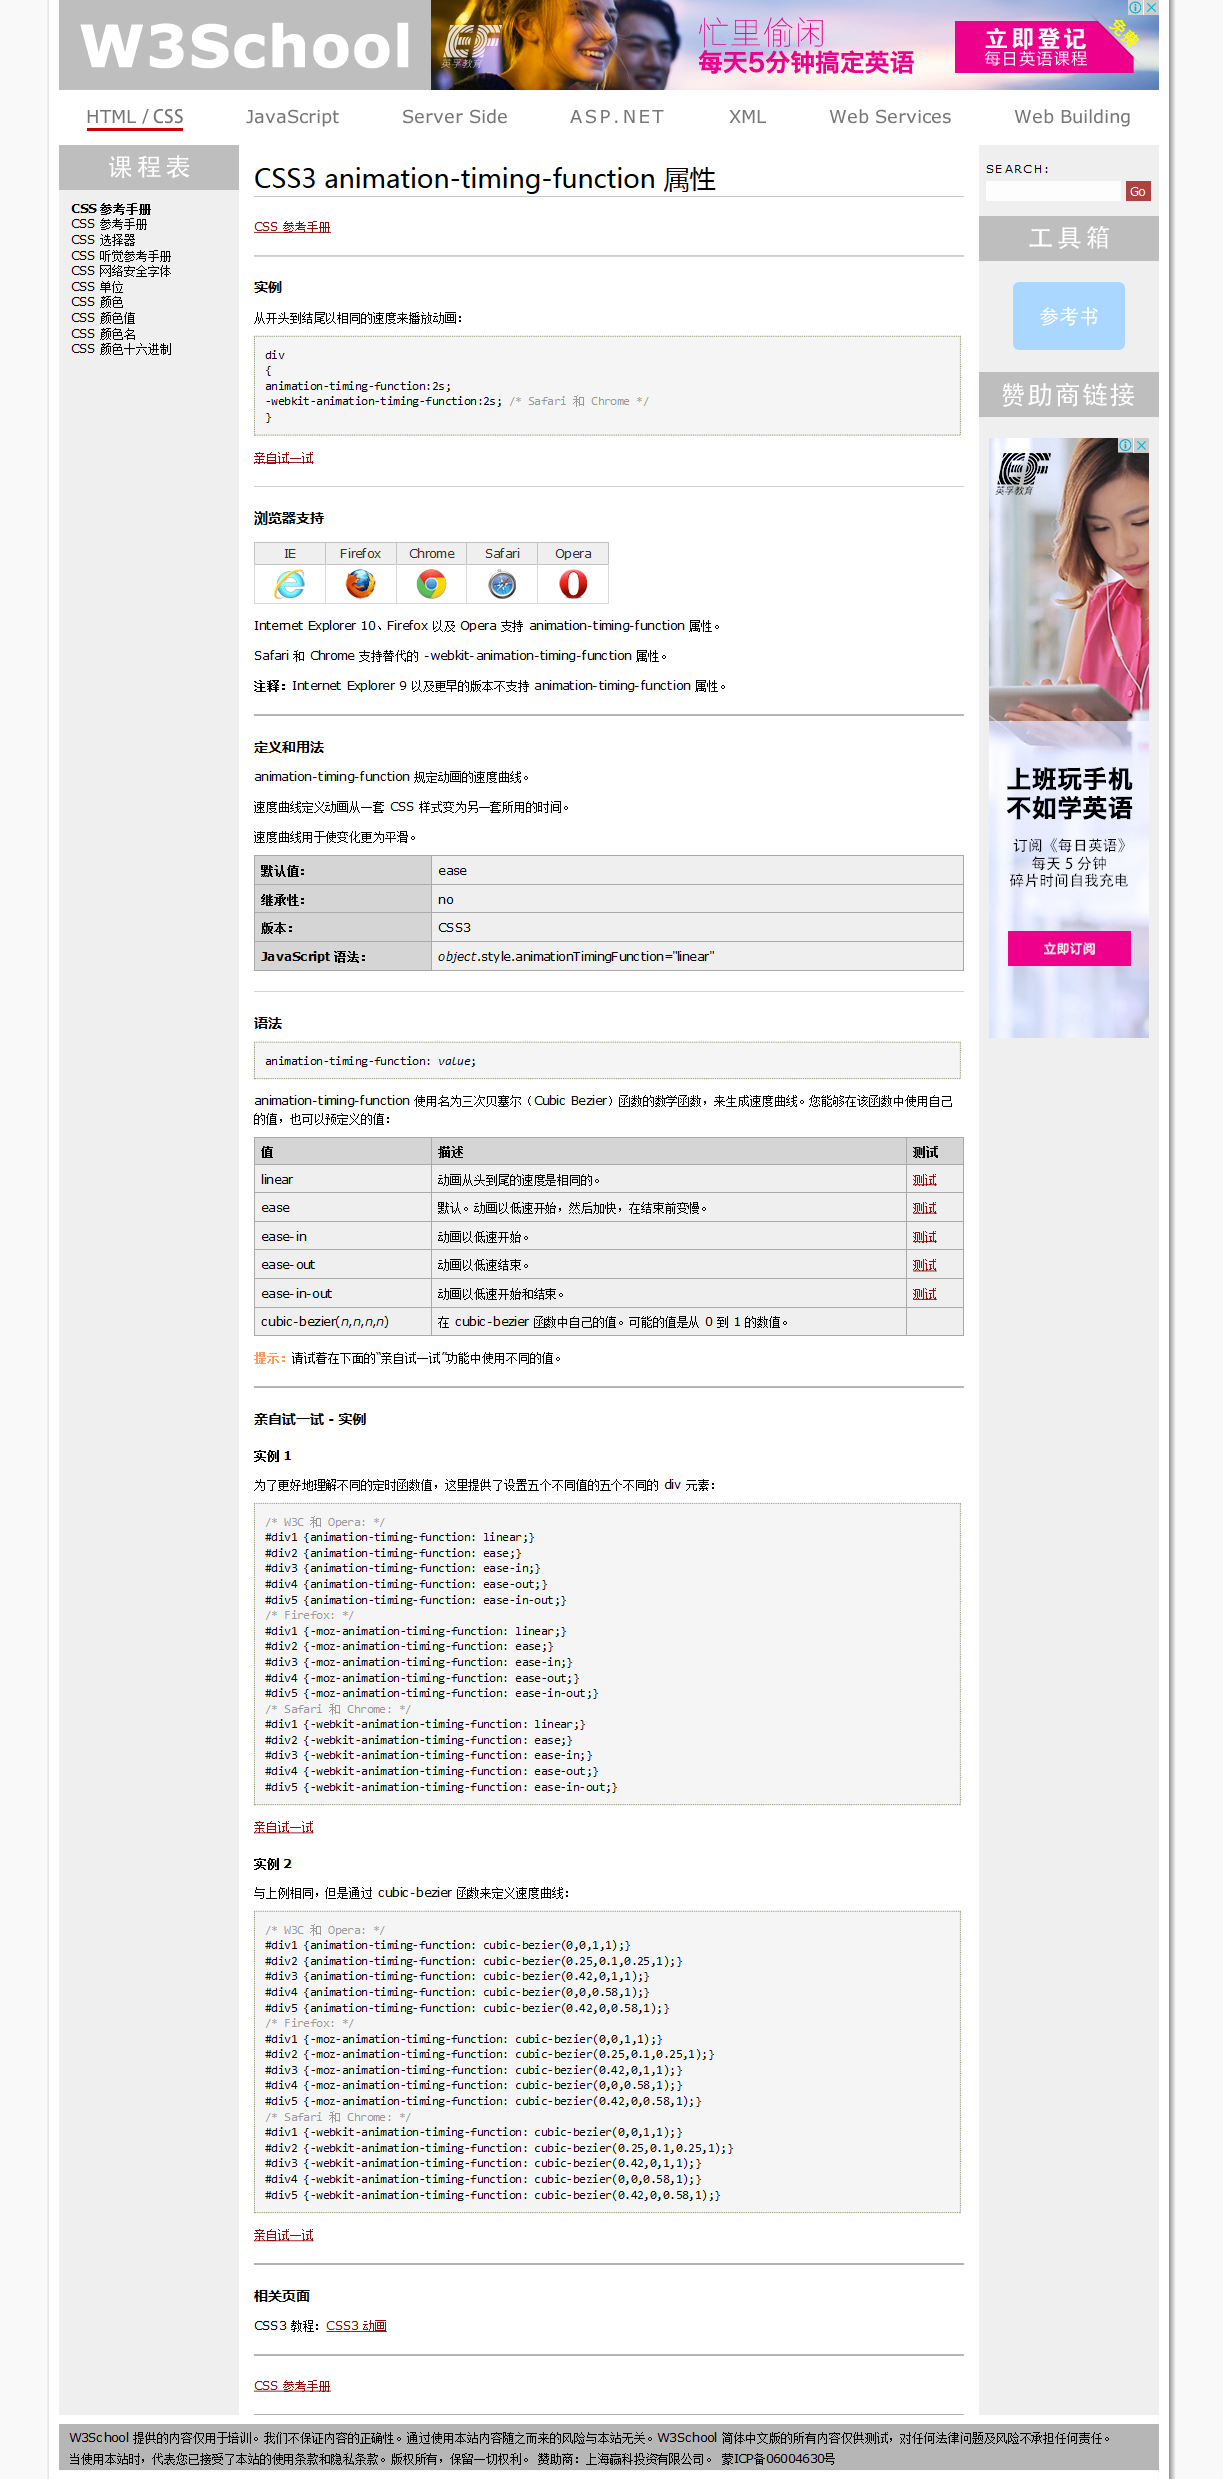 W3School
英孚教育
忙里偷闲
每天5分钟搞定英语
立即登记
每日英语课程
免费
HTML / CSS JavaScript Server Side ASP.NET XML Web Services Web Building
课程表
CSS 参考手册
CSS 参考手册
CSS 选择器
CSS 听觉参考手册
CSS 网络安全字体
CSS 单位
CSS 颜色
CSS 颜色值
CSS 颜色名
CSS 颜色十六进制
CSS3 animation-timing-function 属性
CSS 参考手册
实例
从开头到结尾以相同的速度来播放动画：
div
{
animation-timing-function:2s;
-webkit-animation-timing-function:2s; /* Safari 和 Chrome */
}
亲自试一试
浏览器支持
IE Firefox Chrome Safari Opera
Internet Explorer 10、Firefox 以及 Opera 支持 animation-timing-function 属性。
Safari 和 Chrome 支持替代的 -webkit-animation-timing-function 属性。
注释：Internet Explorer 9 以及更早的版本不支持 animation-timing-function 属性。
定义和用法
animation-timing-function 规定动画的速度曲线。
速度曲线定义动画从一套 CSS 样式变为另一套所用的时间。
速度曲线用于使变化更为平滑。
默认值： ease
继承性： no
版本： CSS3
JavaScript 语法： object.style.animationTimingFunction="linear"
语法
animation-timing-function: value;
animation-timing-function 使用名为三次贝塞尔（Cubic Bezier）函数的数学函数，来生成速度曲线。您能够在该函数中使用自己
的值，也可以预定义的值：
值 描述 测试
linear 动画从头到尾的速度是相同的。 测试
ease 默认。动画以低速开始，然后加快，在结束前变慢。 测试
ease-in 动画以低速开始。 测试
ease-out 动画以低速结束。 测试
ease-in-out 动画以低速开始和结束。 测试
cubic-bezier(n,n,n,n) 在 cubic-bezier 函数中自己的值。可能的值是从 0 到 1 的数值。
提示：请试着在下面的“亲自试一试”功能中使用不同的值。
亲自试一试 - 实例
实例 1
为了更好地理解不同的定时函数值，这里提供了设置五个不同值的五个不同的 div 元素：
/* W3C 和 Opera: */
#div1 {animation-timing-function: linear;}
#div2 {animation-timing-function: ease;}
#div3 {animation-timing-function: ease-in;}
#div4 {animation-timing-function: ease-out;}
#div5 {animation-timing-function: ease-in-out;}
/* Firefox: */
#div1 {-moz-animation-timing-function: linear;}
#div2 {-moz-animation-timing-function: ease;}
#div3 {-moz-animation-timing-function: ease-in;}
#div4 {-moz-animation-timing-function: ease-out;}
#div5 {-moz-animation-timing-function: ease-in-out;}
/* Safari 和 Chrome: */
#div1 {-webkit-animation-timing-function: linear;}
#div2 {-webkit-animation-timing-function: ease;}
#div3 {-webkit-animation-timing-function: ease-in;}
#div4 {-webkit-animation-timing-function: ease-out;}
#div5 {-webkit-animation-timing-function: ease-in-out;}
亲自试一试
实例 2
与上例相同，但是通过 cubic-bezier 函数来定义速度曲线：
/* W3C 和 Opera: */
#div1 {animation-timing-function: cubic-bezier(0,0,1,1);}
#div2 {animation-timing-function: cubic-bezier(0.25,0.1,0.25,1);}
#div3 {animation-timing-function: cubic-bezier(0.42,0,1,1);}
#div4 {animation-timing-function: cubic-bezier(0,0,0.58,1);}
#div5 {animation-timing-function: cubic-bezier(0.42,0,0.58,1);}
/* Firefox: */
#div1 {-moz-animation-timing-function: cubic-bezier(0,0,1,1);}
#div2 {-moz-animation-timing-function: cubic-bezier(0.25,0.1,0.25,1);}
#div3 {-moz-animation-timing-function: cubic-bezier(0.42,0,1,1);}
#div4 {-moz-animation-timing-function: cubic-bezier(0,0,0.58,1);}
#div5 {-moz-animation-timing-function: cubic-bezier(0.42,0,0.58,1);}
/* Safari 和 Chrome: */
#div1 {-webkit-animation-timing-function: cubic-bezier(0,0,1,1);}
#div2 {-webkit-animation-timing-function: cubic-bezier(0.25,0.1,0.25,1);}
#div3 {-webkit-animation-timing-function: cubic-bezier(0.42,0,1,1);}
#div4 {-webkit-animation-timing-function: cubic-bezier(0,0,0.58,1);}
#div5 {-webkit-animation-timing-function: cubic-bezier(0.42,0,0.58,1);}
亲自试一试
相关页面
CSS3 教程：CSS3 动画
CSS 参考手册
SEARCH:
Go
工具箱
参考书
赞助商链接
EF
英孚教育
上班玩手机
不如学英语
订阅《每日英语》
每天 5 分钟
碎片时间自我充电
立即订阅
W3School 提供的内容仅用于培训。我们不保证内容的正确性。通过使用本站内容随之而来的风险与本站无关。W3School 简体中文版的所有内容仅供测试，对任何法律问题及风险不承担任何责任。
当使用本站时，代表您已接受了本站的使用条款和隐私条款。版权所有，保留一切权利。 赞助商：上海赢科投资有限公司。 蒙ICP备06004630号